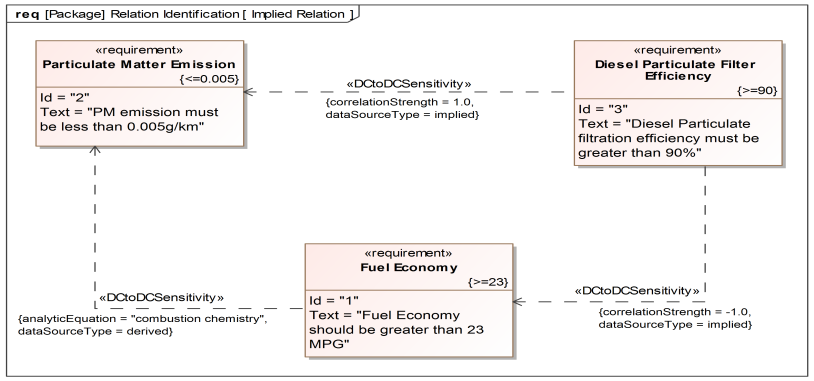 req [Package] Relation Identification [ Implied Relation ]
«requirement»
Particulate Matter Emission
{<=0.005}
Id = "2"
Text = "PM emission must
be less than 0.005g/km"
«DCtoDCSensitivity»
{correlationStrength = 1.0,
dataSourceType = implied}
«requirement»
Diesel Particulate Filter
Efficiency
{>=90}
Id = "3"
Text = "Diesel Particulate
filtration efficiency must be
greater than 90%"
«requirement»
Fuel Economy
{>=23}
Id = "1"
Text = "Fuel Economy
should be greater than 23
MPG"
«DCtoDCSensitivity»
{analyticEquation = "combustion chemistry",
dataSourceType = derived}
«DCtoDCSensitivity»
{correlationStrength = -1.0,
dataSourceType = implied}